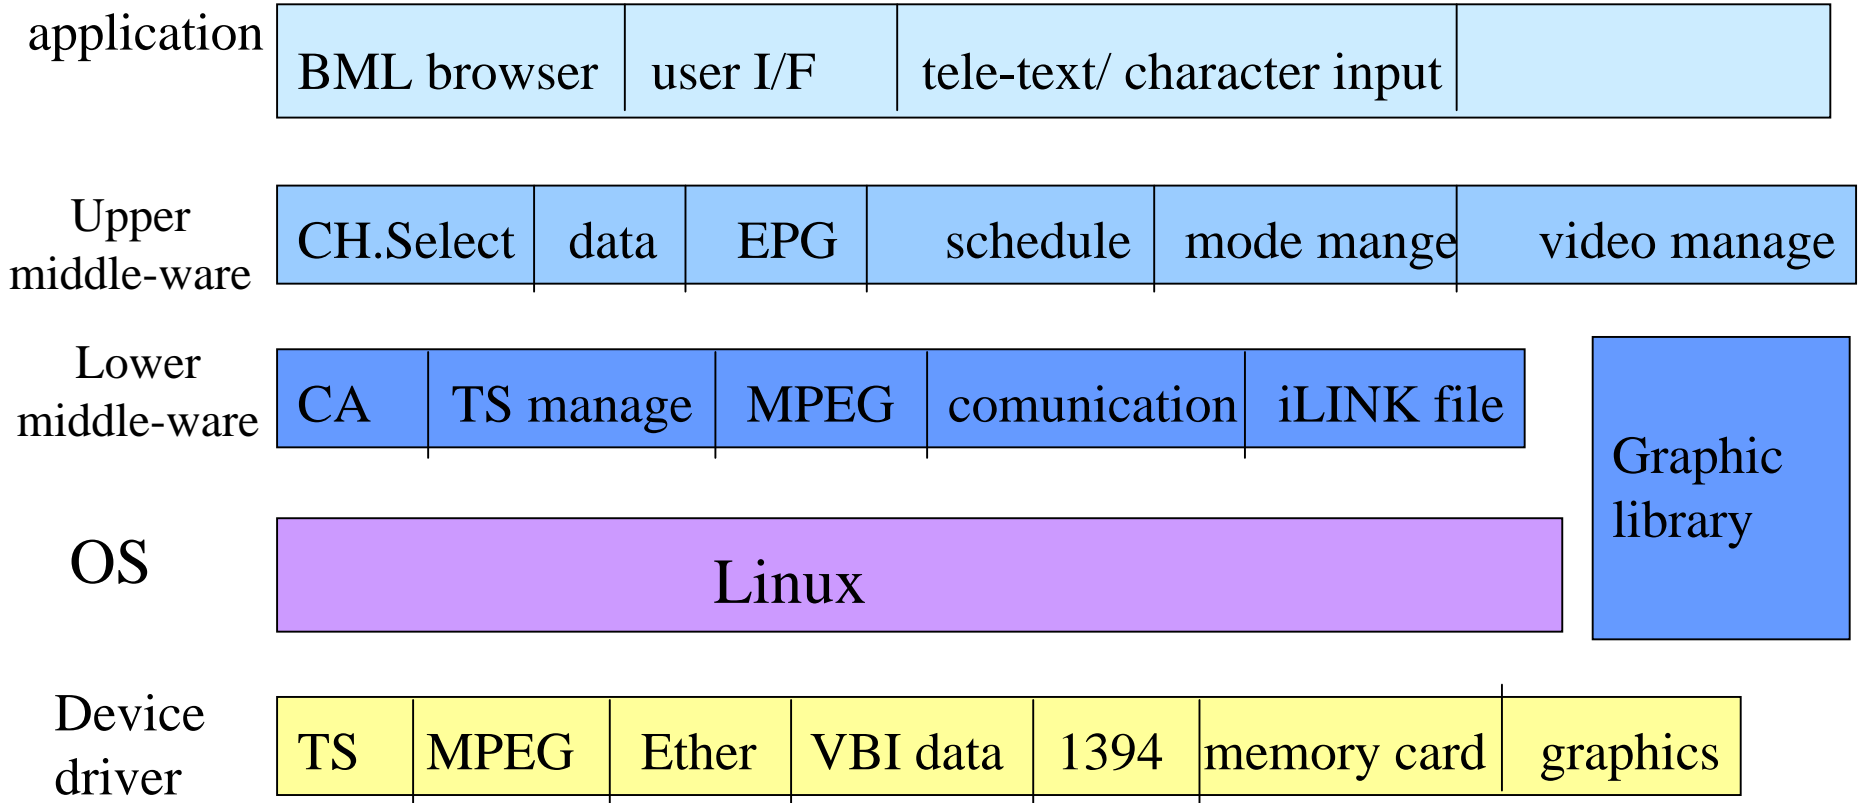 application
BML browser user I/F tele-text/ character input
Upper
middle-ware
CH.Select data EPG schedule mode mange video manage
Lower
middle-ware
CA TS manage MPEG comunication iLINK file
Graphic
library
OS
Linux
Device
driver
TS MPEG Ether VBI data 1394 memory card graphics